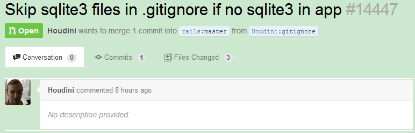 Skip sqlite3 files in .gitignore if no sqlite3 in app #14447
Open Houdini wants to merge 1 commit into rails:master from Houdini:gitignore
Conversation 0 Commits 1 Files Changed 3
Houdini commented 8 hours ago
No description provided.